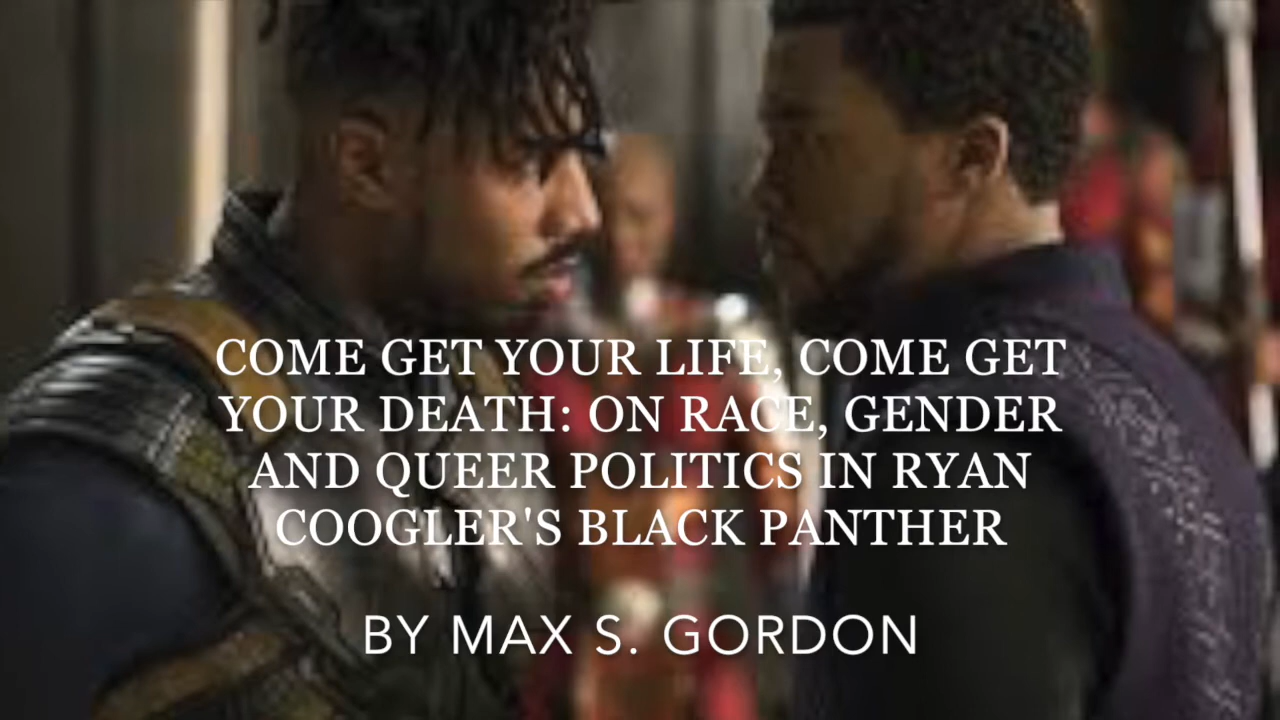 COME GET YOUR LIFE, COME GET
YOUR DEATH: ON RACE, GENDER
AND QUEER POLITICS IN RYAN
COOGLER'S BLACK PANTHER
BY MAX S. GORDON